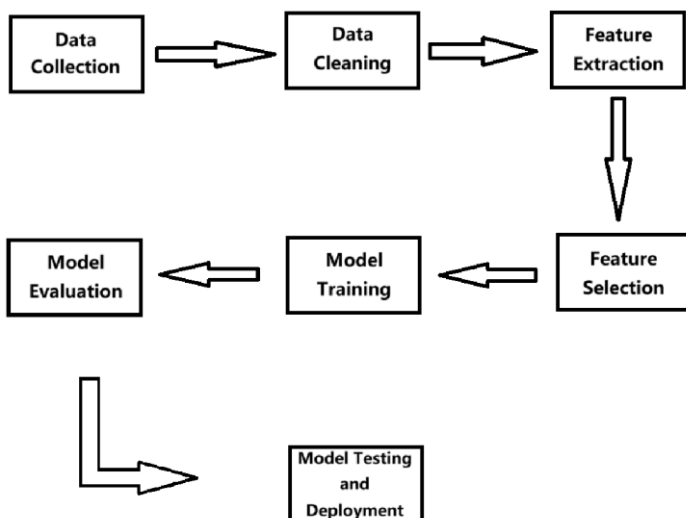 Data
Collection
Data
Cleaning
Feature
Extraction
Feature
Selection
Model
Training
Model
Evaluation
Model Testing
and
Deployment